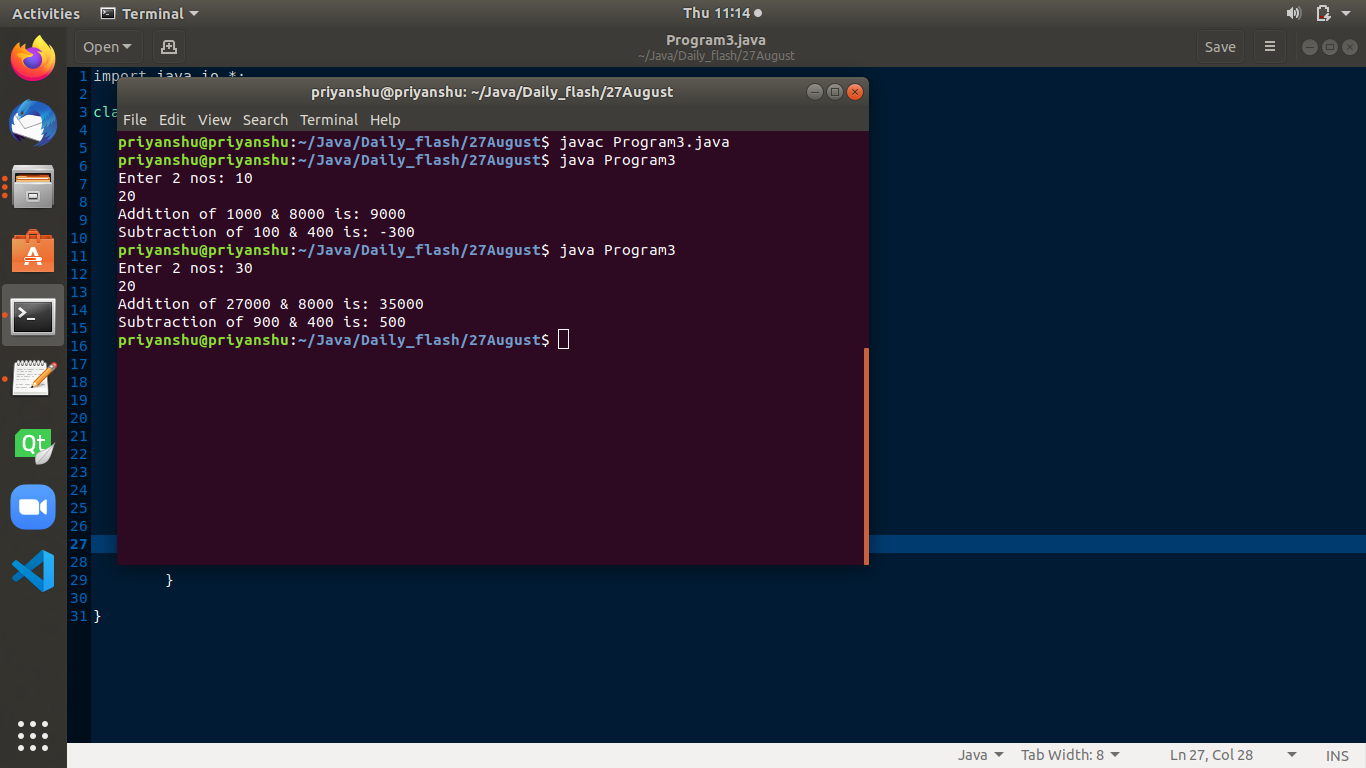 Activities Terminal Thu 11:14
Open Program3.java Save
~/Java/Daily_flash/27August
1 import java.io.*;
2
priyanshu@priyanshu: ~/Java/Daily_flash/27August
3 cla
File Edit View Search Terminal Help
4
5
6
7
8
9
10
11
12
13
14
15
16
17
18
19
20
21
22
23
24
25
26
27
28
priyanshu@priyanshu:~/Java/Daily_flash/27August$ javac Program3.java
priyanshu@priyanshu:~/Java/Daily_flash/27August$ java Program3
Enter 2 nos: 10
20
Addition of 1000 & 8000 is: 9000
Subtraction of 100 & 400 is: -300
priyanshu@priyanshu:~/Java/Daily_flash/27August$ java Program3
Enter 2 nos: 30
20
Addition of 27000 & 8000 is: 35000
Subtraction of 900 & 400 is: 500
priyanshu@priyanshu:~/Java/Daily_flash/27August$
29 }
30
31 }
Qt
Java Tab Width: 8 Ln 27, Col 28 INS